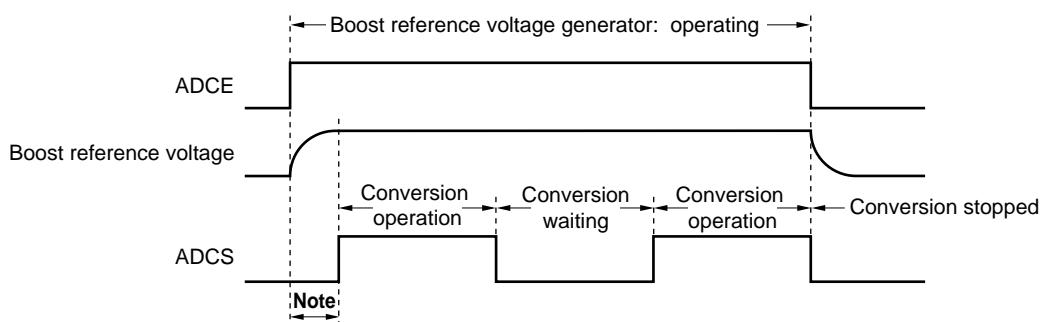 Boost reference voltage generator: operating
ADCE
Boost reference voltage
Conversion
operation
Conversion
waiting
Conversion
operation
Conversion stopped
ADCS
Note